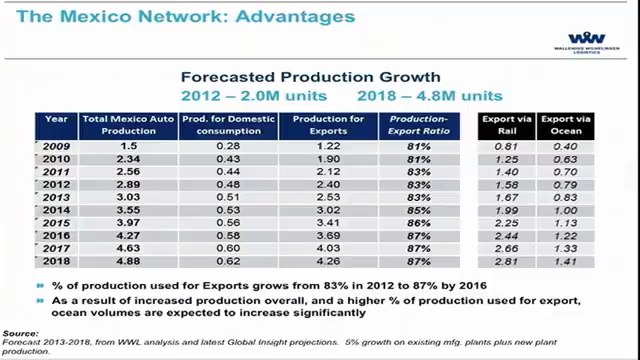 The Mexico Network: Advantages
WALLENIUS WILHELMSEN
LOGISTICS
Forecasted Production Growth
2012 – 2.0M units 2018 – 4.8M units
Year Total Mexico Auto Production Prod. for Domestic consumption Production for Exports Production-Export Ratio Export via Rail Export via Ocean
2009 1.5 0.28 1.22 81% 0.81 0.40
2010 2.34 0.43 1.90 81% 1.25 0.63
2011 2.56 0.44 2.12 83% 1.40 0.70
2012 2.89 0.48 2.40 83% 1.58 0.79
2013 3.03 0.51 2.53 83% 1.67 0.83
2014 3.55 0.53 3.02 85% 1.99 1.00
2015 3.97 0.56 3.41 86% 2.25 1.13
2016 4.27 0.58 3.69 87% 2.44 1.22
2017 4.63 0.60 4.03 87% 2.66 1.33
2018 4.88 0.62 4.26 87% 2.81 1.41
» % of production used for Exports grows from 83% in 2012 to 87% by 2016
» As a result of increased production overall, and a higher % of production used for export,
ocean volumes are expected to increase significantly
Source:
Forecast 2013-2018, from WWL analysis and latest Global Insight projections. 5% growth on existing mfg. plants plus new plant
production.